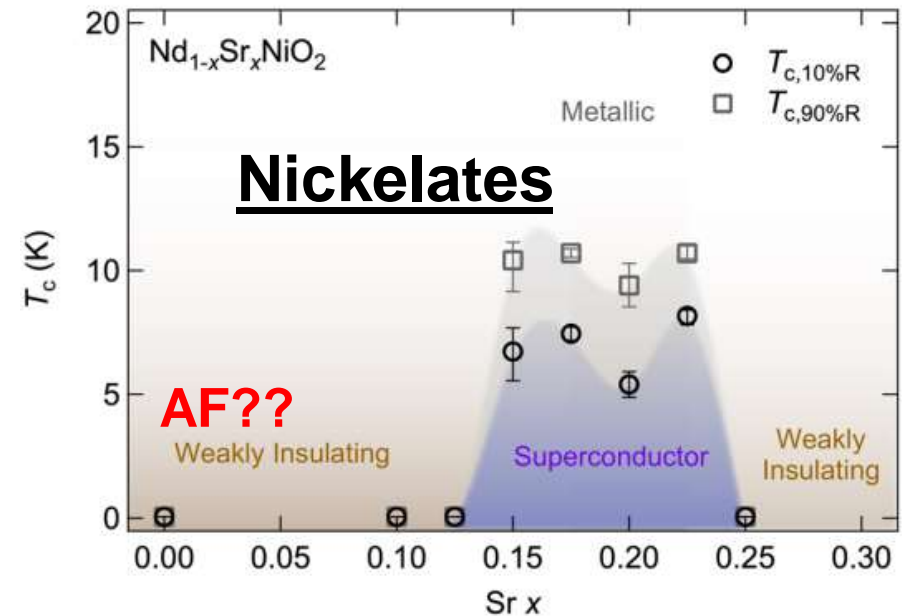 20
Nd1-xSrxNiO2
Tc,10%R
Tc,90%R
Metallic
15
Nickelates
Tc (K)
10
5
AF??
Weakly Insulating
Superconductor
Weakly
Insulating
0
0.00 0.05 0.10 0.15 0.20 0.25 0.30
Sr x